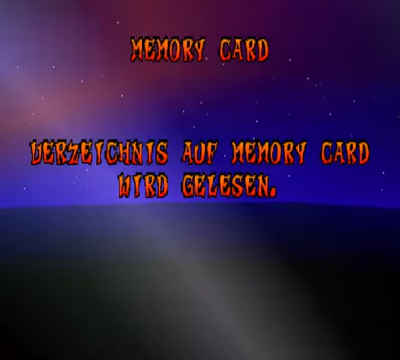 MEMORY CARD
VERZEICHNIS AUF MEMORY CARD
WIRD GELESEN.